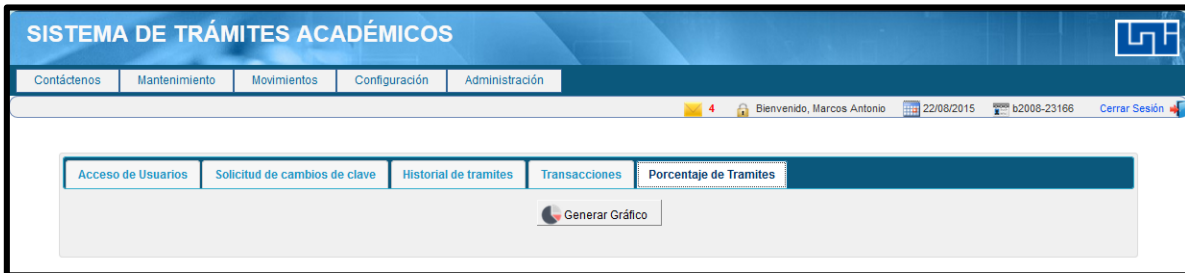 SISTEMA DE TRÁMITES ACADÉMICOS
Contáctenos Mantenimiento Movimientos Configuración Administración
4 Bienvenido, Marcos Antonio 22/08/2015 b2008-23166 Cerrar Sesión
Acceso de Usuarios Solicitud de cambios de clave Historial de tramites Transacciones Porcentaje de Tramites
Generar Gráfico